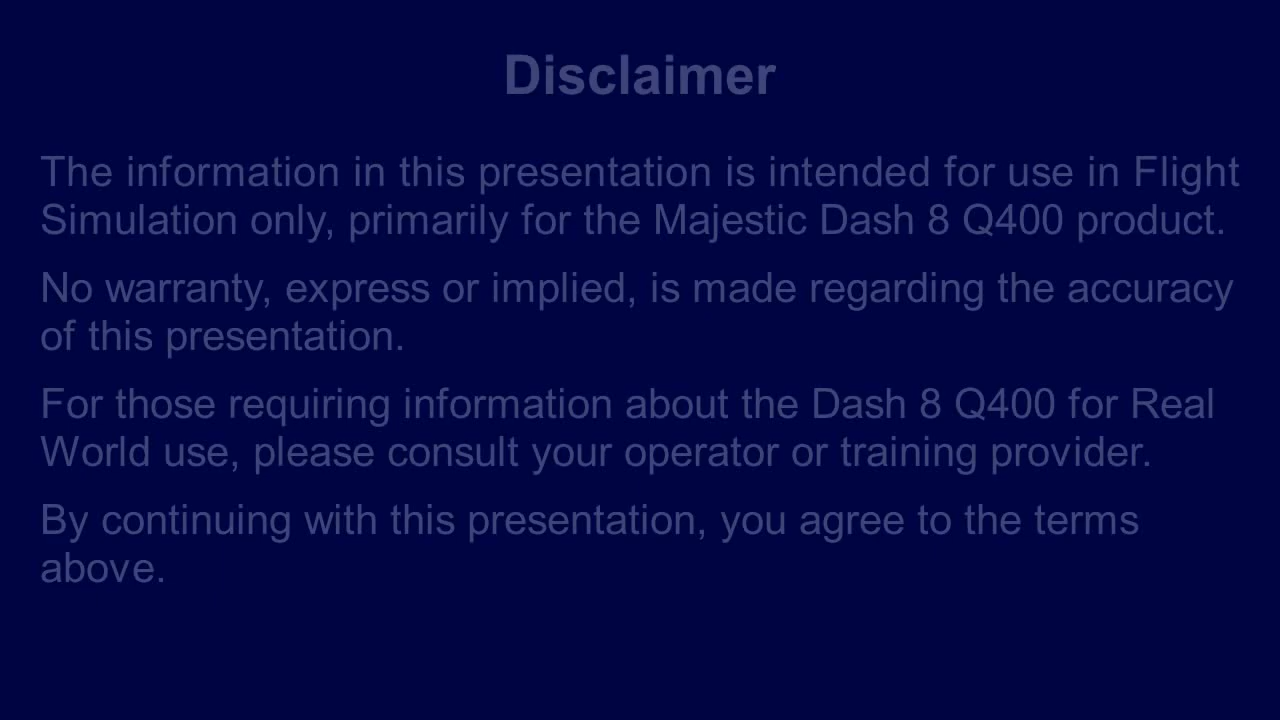 Disclaimer
The information in this presentation is intended for use in Flight
Simulation only, primarily for the Majestic Dash 8 Q400 product.
No warranty, express or implied, is made regarding the accuracy
of this presentation.
For those requiring information about the Dash 8 Q400 for Real
World use, please consult your operator or training provider.
By continuing with this presentation, you agree to the terms
above.